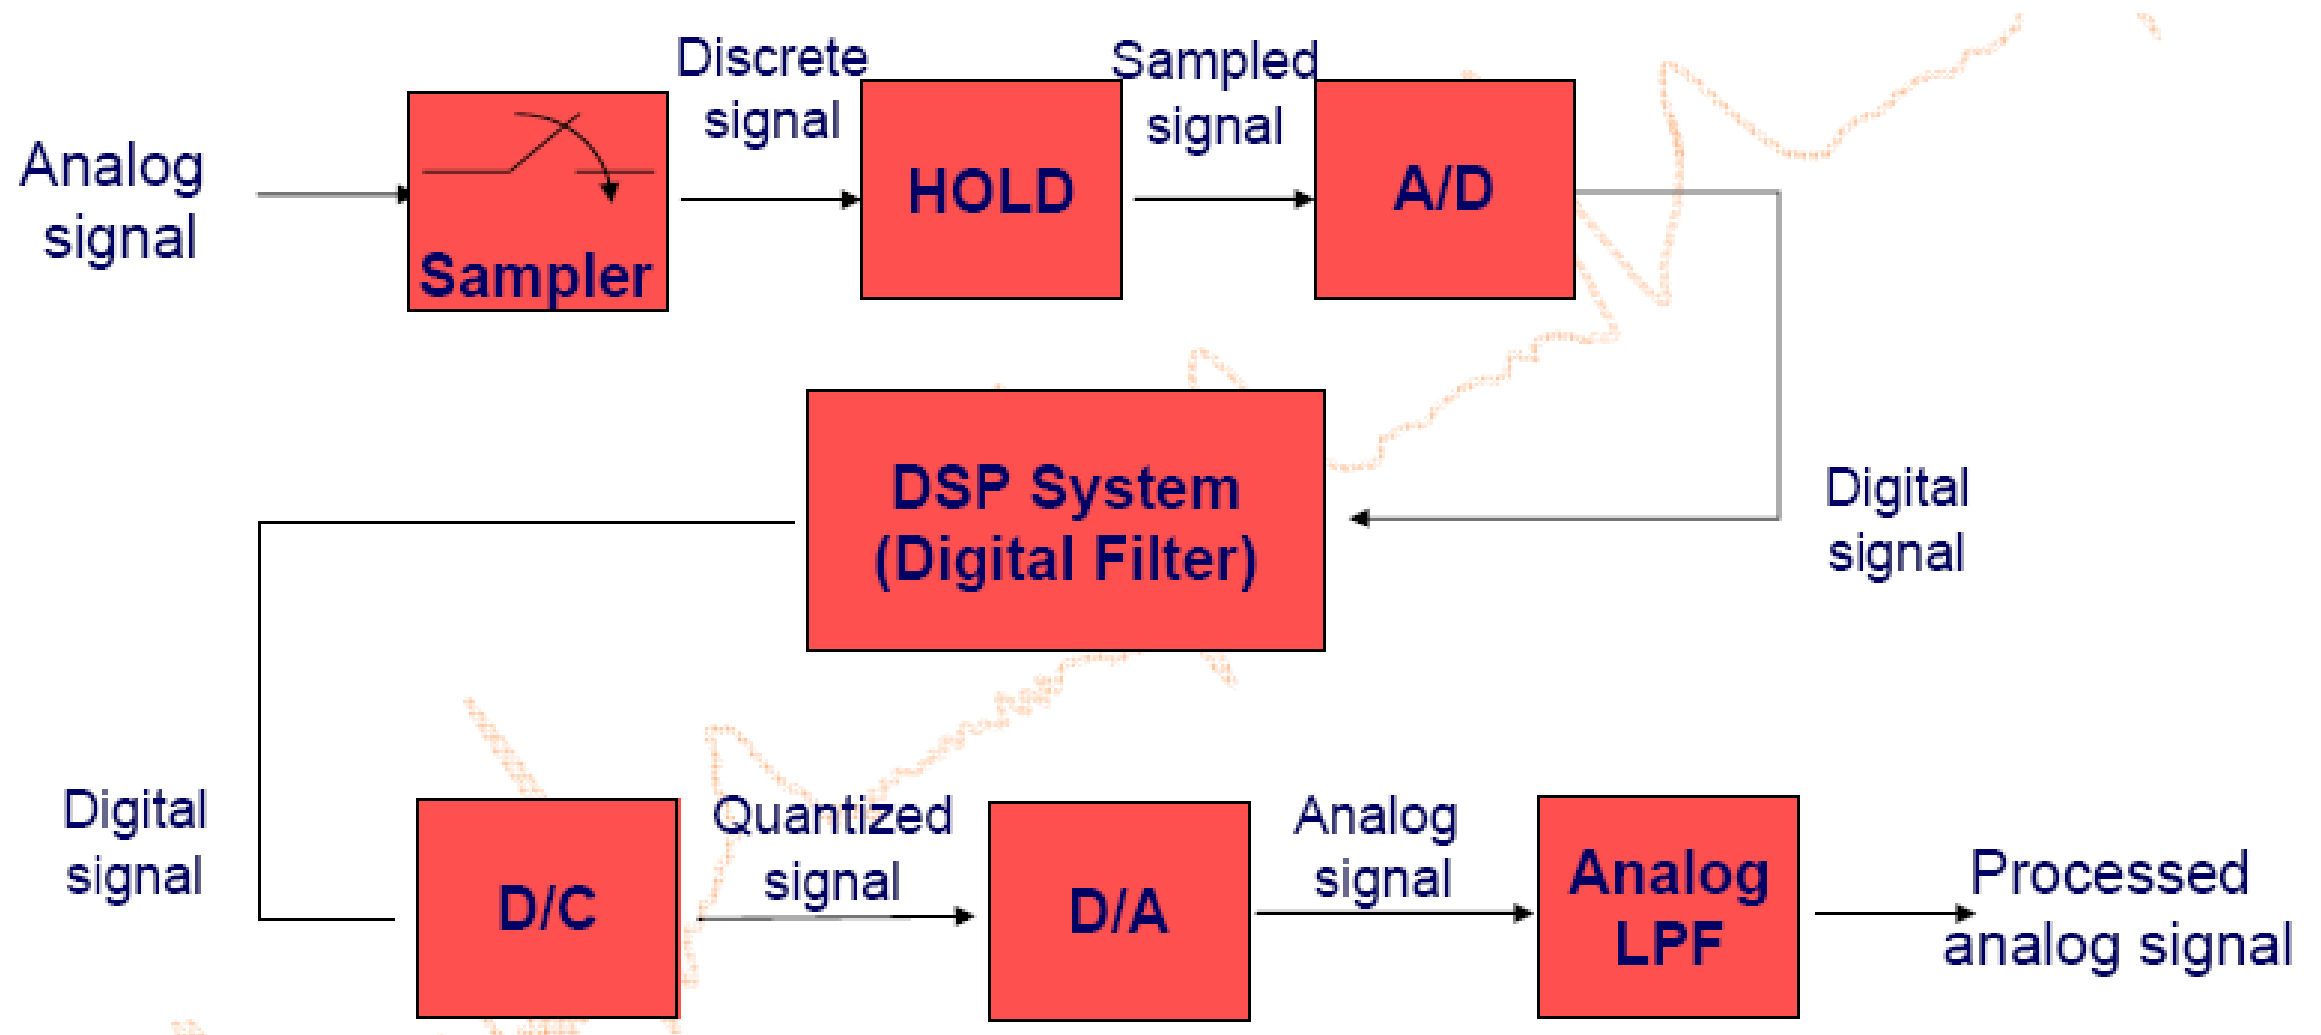 Analog
signal
Sampler
Discrete
signal
HOLD
Sampled
signal
A/D
Digital
signal
DSP System
(Digital Filter)
Digital
signal
D/C
Quantized
signal
D/A
Analog
signal
Analog
LPF
Processed
analog signal